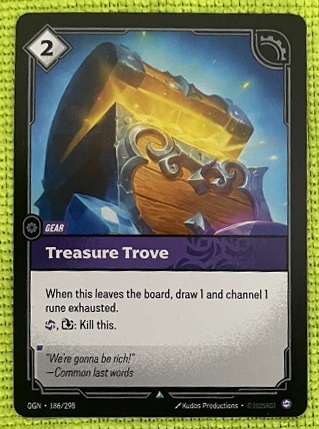 2
GEAR
Treasure Trove
When this leaves the board, draw 1 and channel 1
rune exhausted.
: Kill this.
"We're gonna be rich!"
—Common last words
OGN • 186/298
Kudos Productions • ©2025RGI